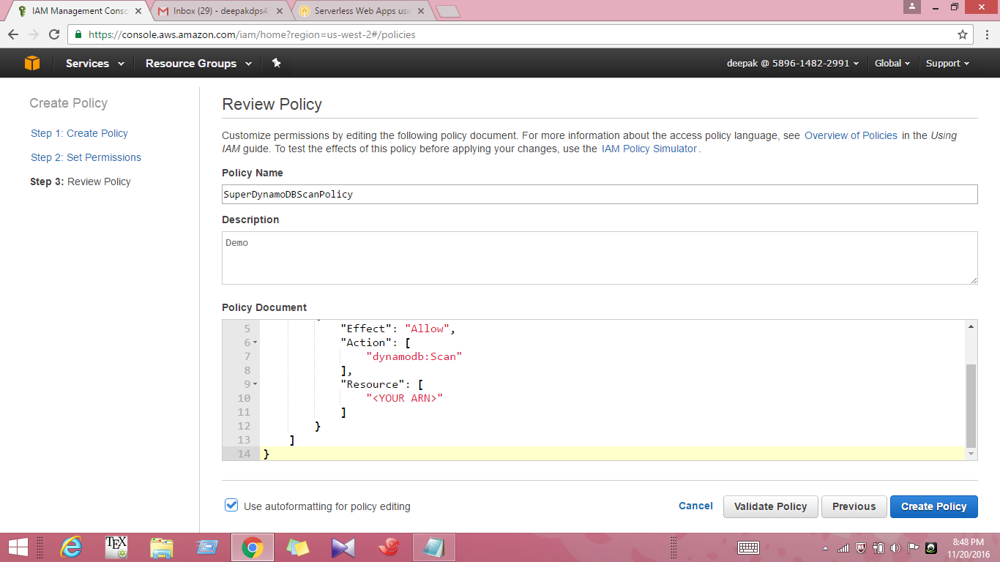 IAM Management Conso
Inbox (29) - deepakdps4
Serverless Web Apps usi
https://console.aws.amazon.com/iam/home?region=us-west-2#/policies
Services
Resource Groups
deepak @ 5896-1482-2991
Global
Support
Create Policy
Step 1: Create Policy
Step 2: Set Permissions
Step 3: Review Policy
Review Policy
Customize permissions by editing the following policy document. For more information about the access policy language, see Overview of Policies in the Using
IAM guide. To test the effects of this policy before applying your changes, use the IAM Policy Simulator.
Policy Name
SuperDynamoDBScanPolicy
Description
Demo
Policy Document
5 "Effect": "Allow",
6 "Action": [
7 "dynamodb:Scan"
8 ],
9 "Resource": [
10 "<YOUR ARN>"
11 ]
12 }
13 ]
14 }
Use autoformatting for policy editing
Cancel
Validate Policy
Previous
Create Policy
TEX
8:48 PM
11/20/2016